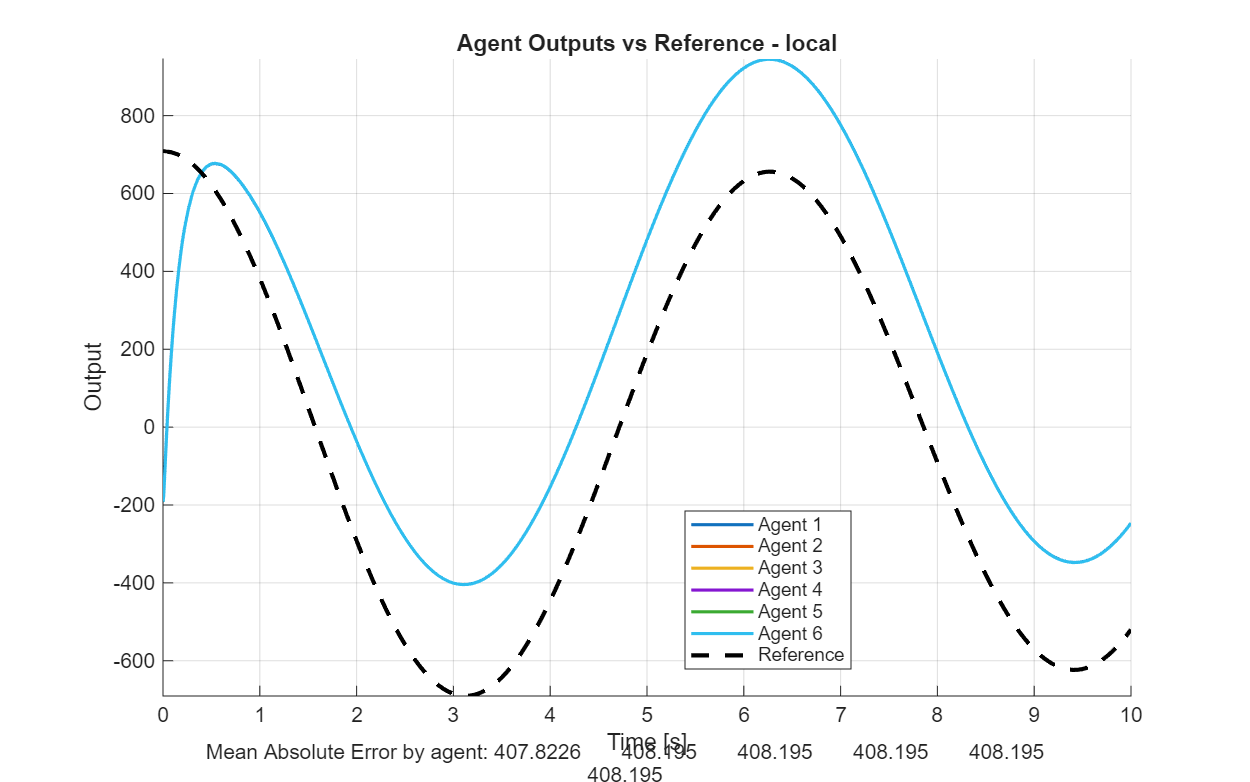 Agent Outputs vs Reference - local
Output
800
600
400
200
0
-200
-400
-600
Agent 1
Agent 2
Agent 3
Agent 4
Agent 5
Agent 6
Reference
0 1 2 3 4 5 6 7 8 9 10
Time [s]
Mean Absolute Error by agent: 407.8226 408.195 408.195 408.195 408.195
408.195